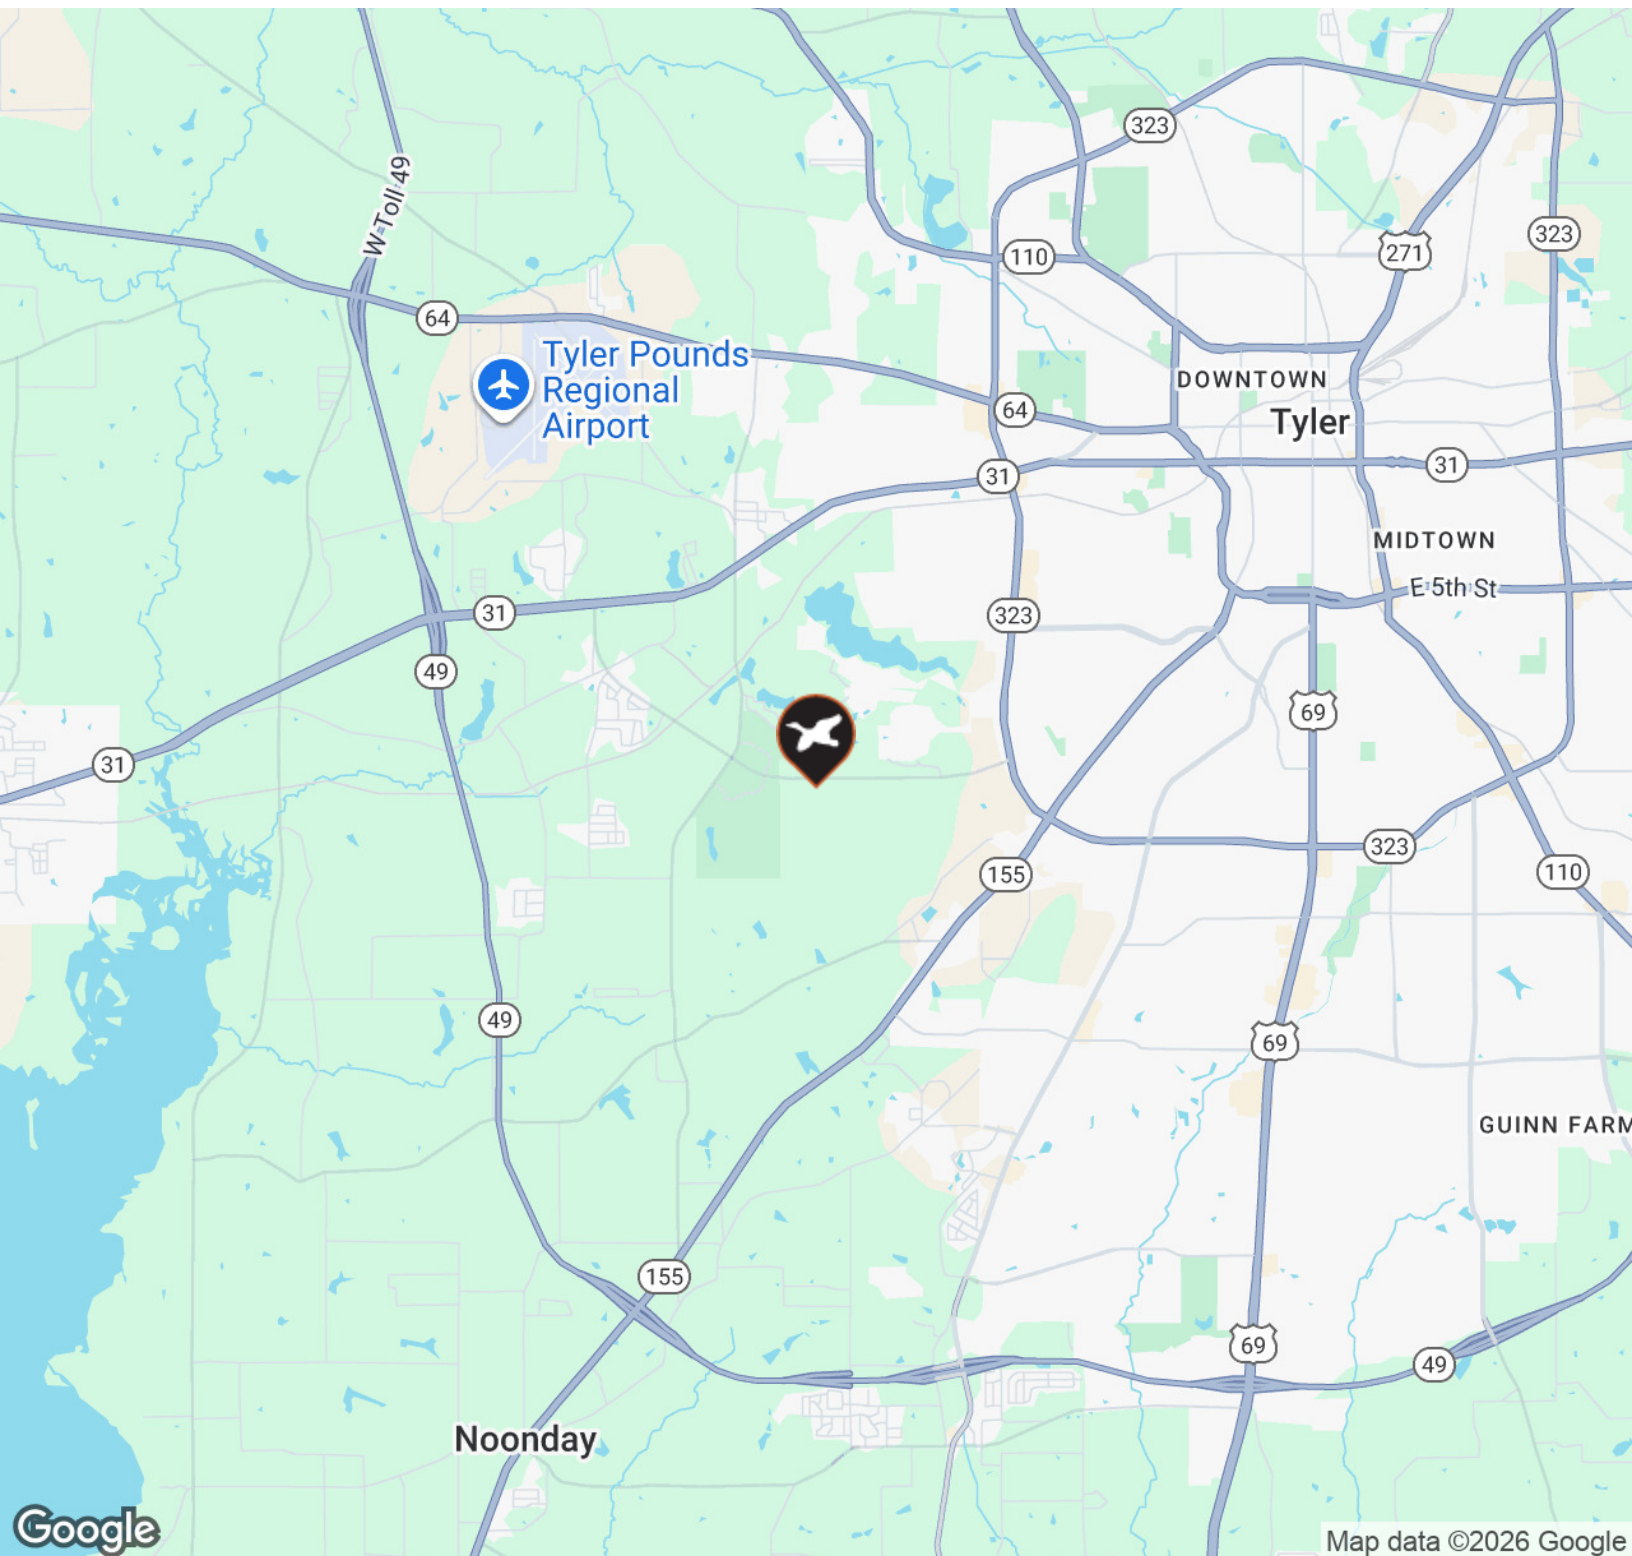 323
W-Toll 49
323
271
110
64
Tyler Pounds
Regional
Airport
DOWNTOWN
64
Tyler
31
31
MIDTOWN
E 5th St
31
323
49
69
31
323
155
110
49
69
GUINN FARM
155
69
49
Noonday
Google
Map data ©2026 Google